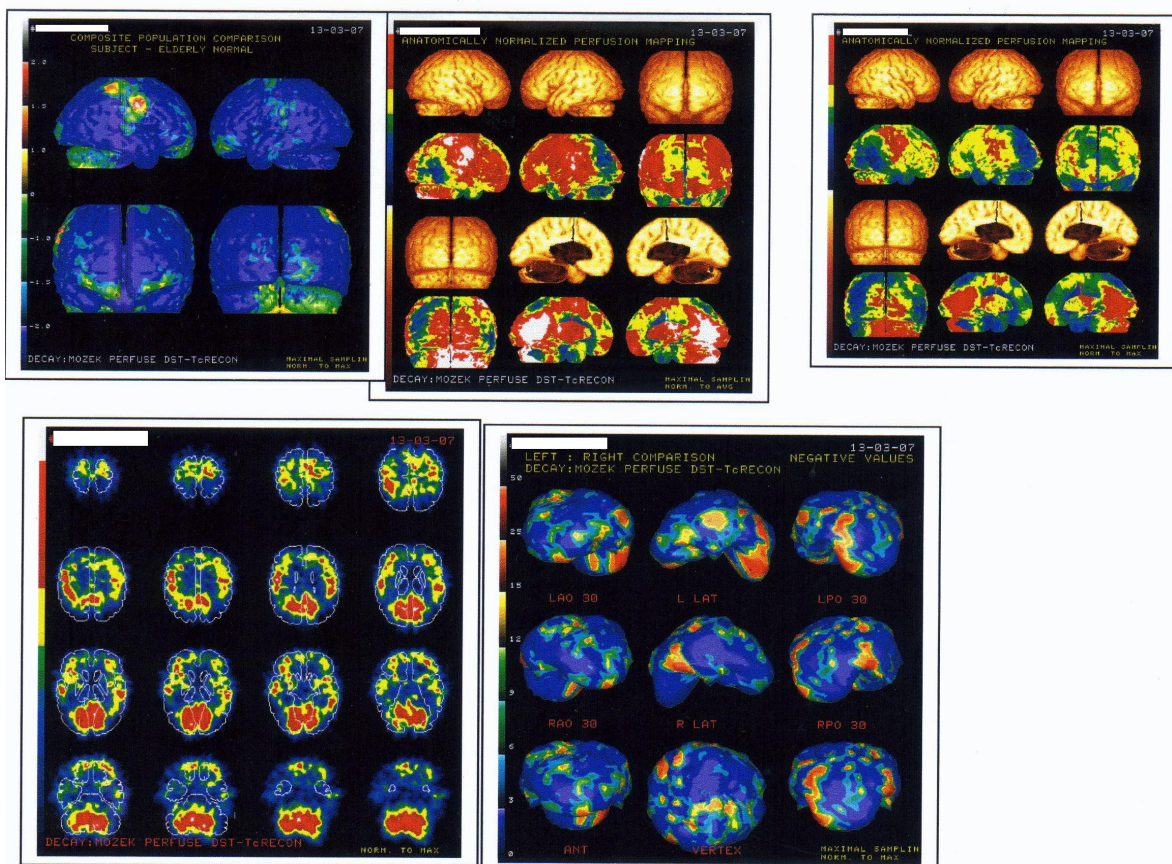 13-03-07
COMPOSITE POPULATION COMPARISON
SUBJECT - ELDERLY NORMAL
2.0
1.5
1.0
0
-1.0
-1.5
-2.0
DECAY:MOZEK PERFUSE DST-TcRECON
MAXIMAL SAMPLIN
NORM. TO MAX
13-03-07
ANATOMICALLY NORMALIZED PERFUSION MAPPING
DECAY:MOZEK PERFUSE DST-TcRECON
MAXIMAL SAMPLIN
NORM. TO AVG
13-03-07
ANATOMICALLY NORMALIZED PERFUSION MAPPING
DECAY:MOZEK PERFUSE DST-TcRECON
MAXIMAL SAMPLIN
NORM. TO MAX
13-03-07
DECAY:MOZEK PERFUSE DST-TcRECON
NORM. TO MAX
13-03-07
LEFT : RIGHT COMPARISON NEGATIVE VALUES
DECAY:MOZEK PERFUSE DST-TcRECON
50
25
15
12
9
6
3
0
LAO 30 L LAT LPO 30
RAO 30 R LAT RPO 30
ANT VERTEX
MAXIMAL SAMPLIN
NORM. TO MAX